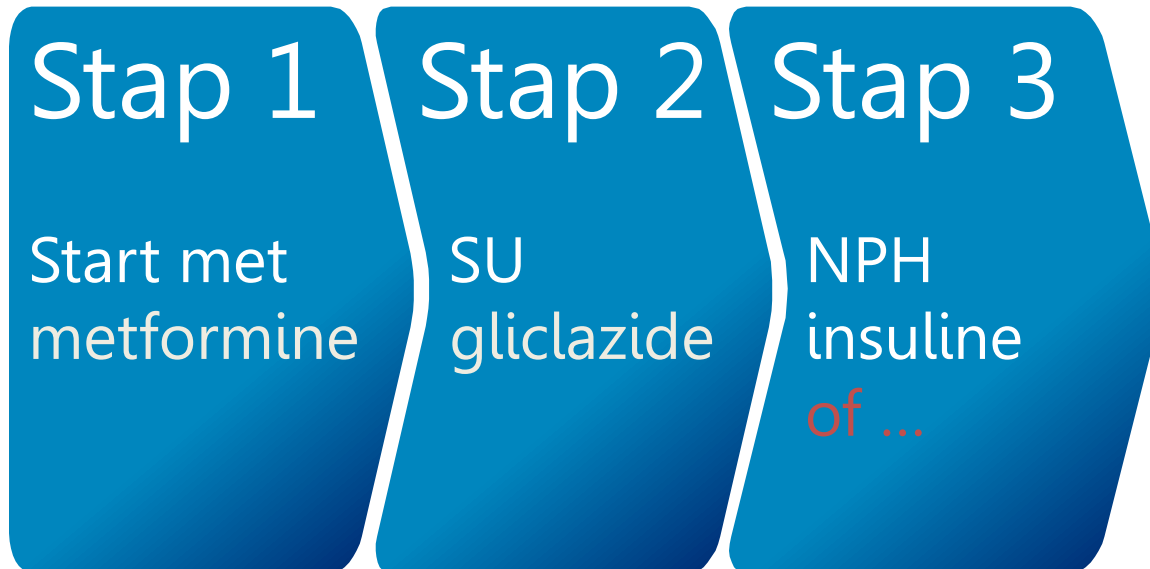 Stap 1
Start met
metformine
Stap 2
SU
gliclazide
Stap 3
NPH
insuline
of ...